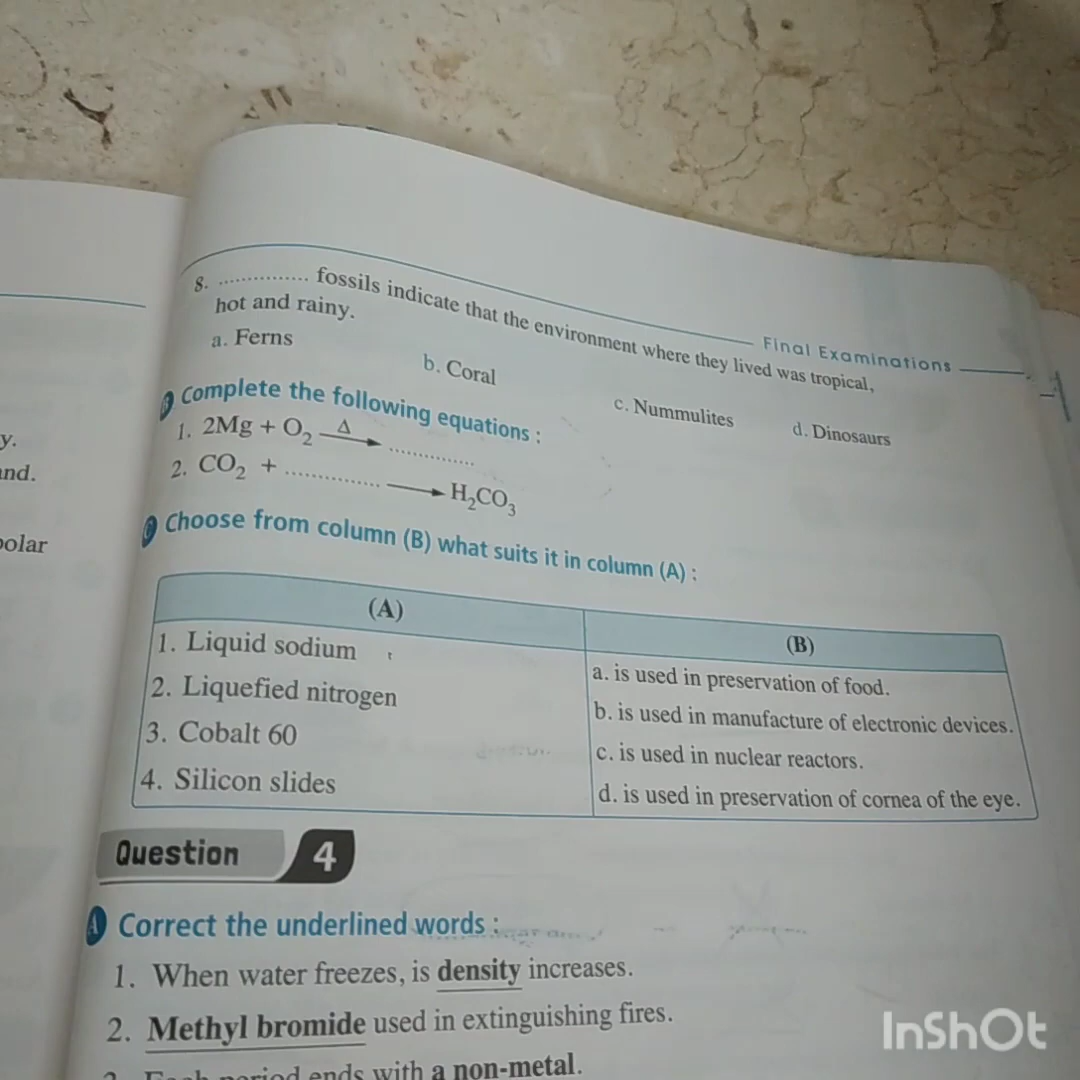 Final Examinations
8. .............. fossils indicate that the environment where they lived was tropical,
hot and rainy.
a. Ferns b. Coral c. Nummulites d. Dinosaurs
Complete the following equations :
1. 2Mg + O₂ —Δ→ ..............
2. CO₂ + .............. → H₂CO₃
Choose from column (B) what suits it in column (A) :
(A) (B)
1. Liquid sodium a. is used in preservation of food.
2. Liquefied nitrogen b. is used in manufacture of electronic devices.
3. Cobalt 60 c. is used in nuclear reactors.
4. Silicon slides d. is used in preservation of cornea of the eye.
Question 4
A Correct the underlined words :
1. When water freezes, is density increases.
2. Methyl bromide used in extinguishing fires.
period ends with a non-metal.
y.
olar
InShOt